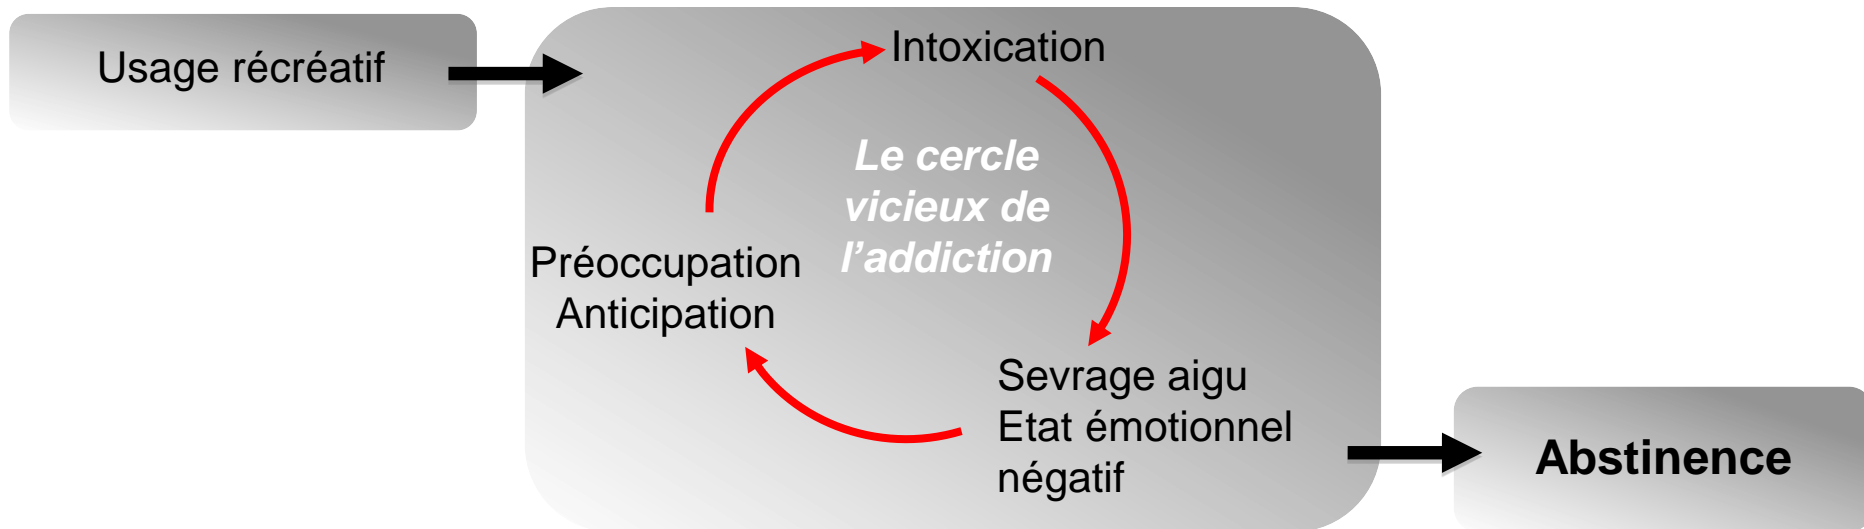 Usage récréatif
Intoxication
Le cercle
vicieux de
l’addiction
Préoccupation
Anticipation
Sevrage aigu
Etat émotionnel
négatif
Abstinence